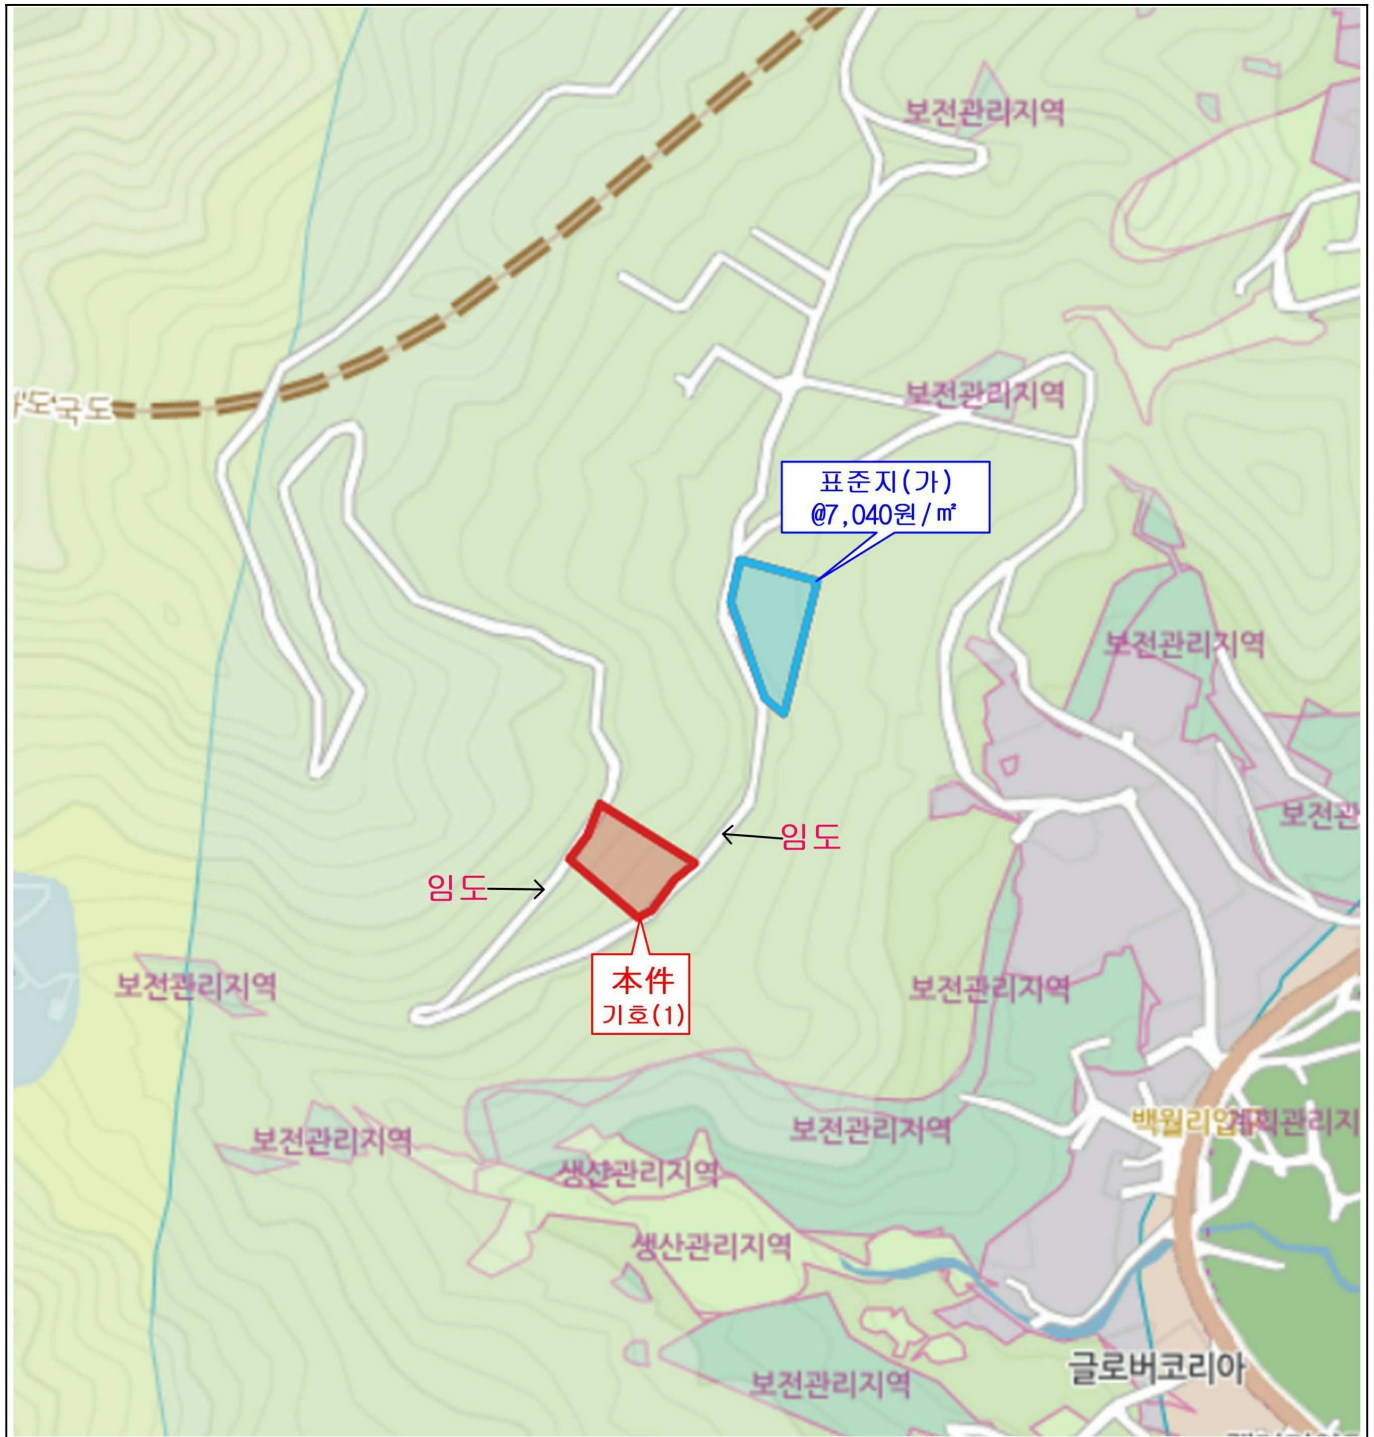 보전관리지역
국도
보전관리지역
표준지(가)
@7,040원/㎡
보전관리지역
보전관
임도
임도
보전관리지역
보전관리지역
本件
기호(1)
백월리입구
계획관리지
보전관리지역
보전관리지역
생산관리지역
생산관리지역
글로버코리아
보전관리지역